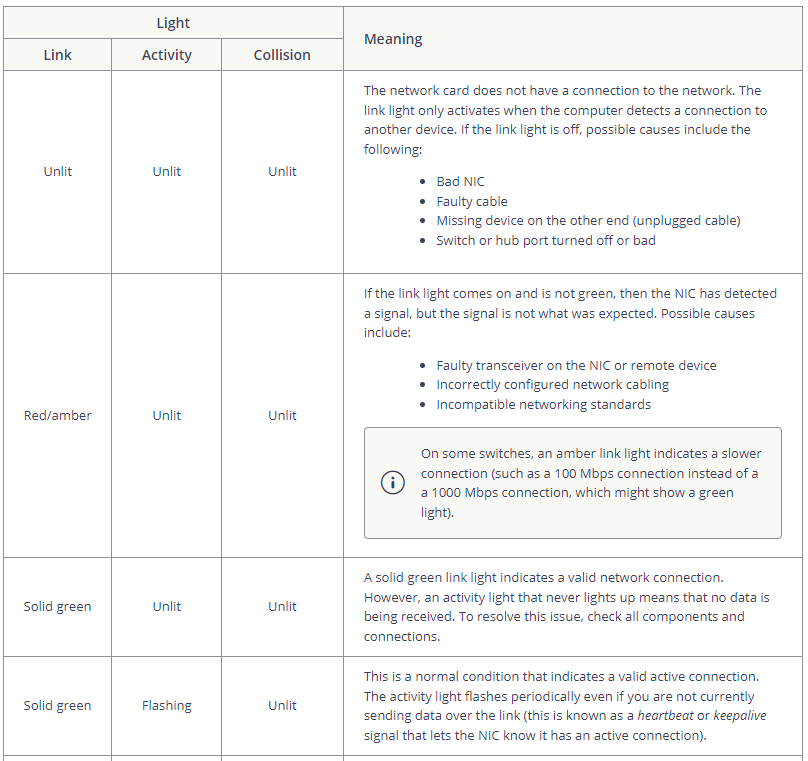 Light
Meaning
Link Activity Collision
The network card does not have a connection to the network. The
link light only activates when the computer detects a connection to
another device. If the link light is off, possible causes include the
following:
Unlit Unlit Unlit
• Bad NIC
• Faulty cable
• Missing device on the other end (unplugged cable)
• Switch or hub port turned off or bad
If the link light comes on and is not green, then the NIC has detected
a signal, but the signal is not what was expected. Possible causes
include:
• Faulty transceiver on the NIC or remote device
• Incorrectly configured network cabling
• Incompatible networking standards
Red/amber Unlit Unlit
On some switches, an amber link light indicates a slower
connection (such as a 100 Mbps connection instead of a
a 1000 Mbps connection, which might show a green
light).
A solid green link light indicates a valid network connection.
However, an activity light that never lights up means that no data is
being received. To resolve this issue, check all components and
connections.
Solid green Unlit Unlit
This is a normal condition that indicates a valid active connection.
The activity light flashes periodically even if you are not currently
sending data over the link (this is known as a heartbeat or keepalive
signal that lets the NIC know it has an active connection).
Solid green Flashing Unlit